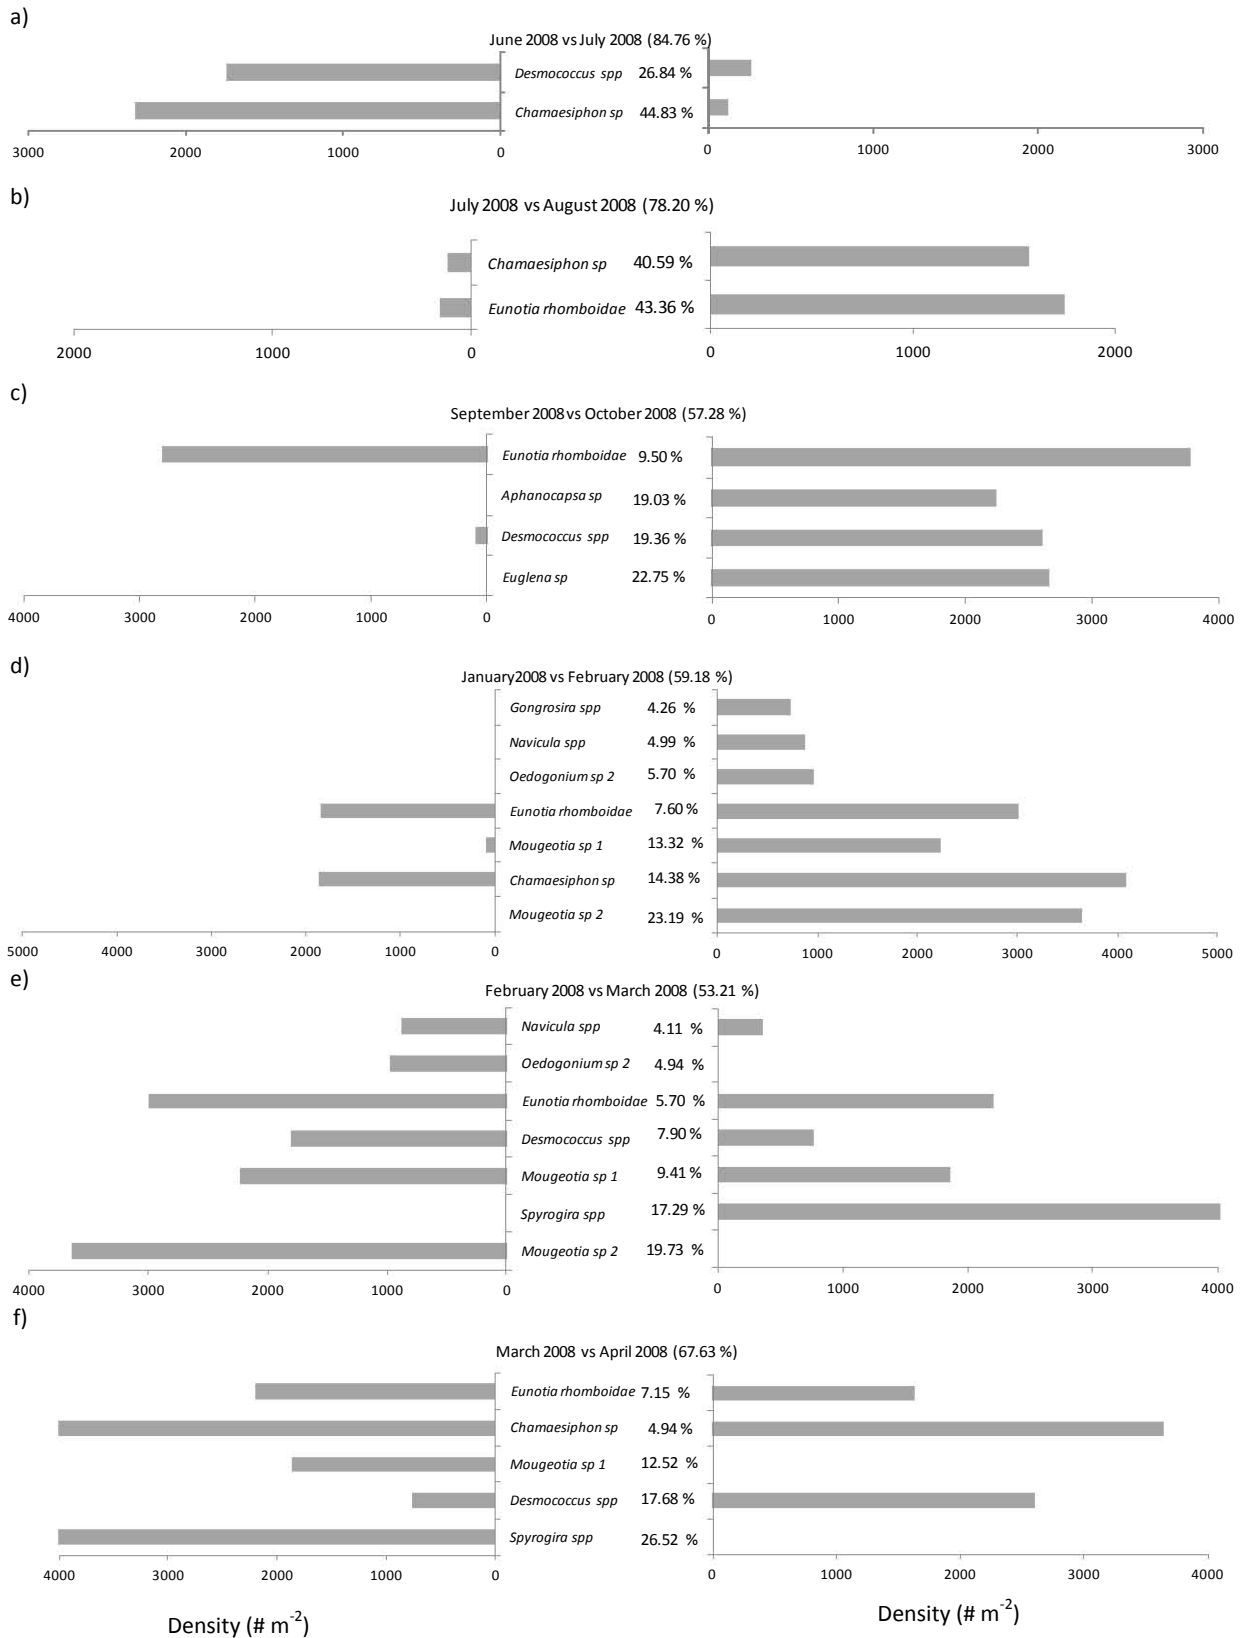 a)
June 2008 vs July 2008 (84.76 %)
Desmococcus spp 26.84 %
Chamaesiphon sp 44.83 %
3000 2000 1000 0 0 1000 2000 3000
b)
July 2008 vs August 2008 (78.20 %)
Chamaesiphon sp 40.59 %
Eunotia rhomboidae 43.36 %
2000 1000 0 0 1000 2000
c)
September 2008 vs October 2008 (57.28 %)
Eunotia rhomboidae 9.50 %
Aphanocapsa sp 19.03 %
Desmococcus spp 19.36 %
Euglena sp 22.75 %
4000 3000 2000 1000 0 0 1000 2000 3000 4000
d)
January2008 vs February 2008 (59.18 %)
Gongrosira spp 4.26 %
Navicula spp 4.99 %
Oedogonium sp 2 5.70 %
Eunotia rhomboidae 7.60 %
Mougeotia sp 1 13.32 %
Chamaesiphon sp 14.38 %
Mougeotia sp 2 23.19 %
5000 4000 3000 2000 1000 0 0 1000 2000 3000 4000 5000
e)
February 2008 vs March 2008 (53.21 %)
Navicula spp 4.11 %
Oedogonium sp 2 4.94 %
Eunotia rhomboidae 5.70 %
Desmococcus spp 7.90 %
Mougeotia sp 1 9.41 %
Spyrogira spp 17.29 %
Mougeotia sp 2 19.73 %
4000 3000 2000 1000 0 0 1000 2000 3000 4000
f)
March 2008 vs April 2008 (67.63 %)
Eunotia rhomboidae 7.15 %
Chamaesiphon sp 4.94 %
Mougeotia sp 1 12.52 %
Desmococcus spp 17.68 %
Spyrogira spp 26.52 %
4000 3000 2000 1000 0 0 1000 2000 3000 4000
Density (# m⁻²) Density (# m⁻²)